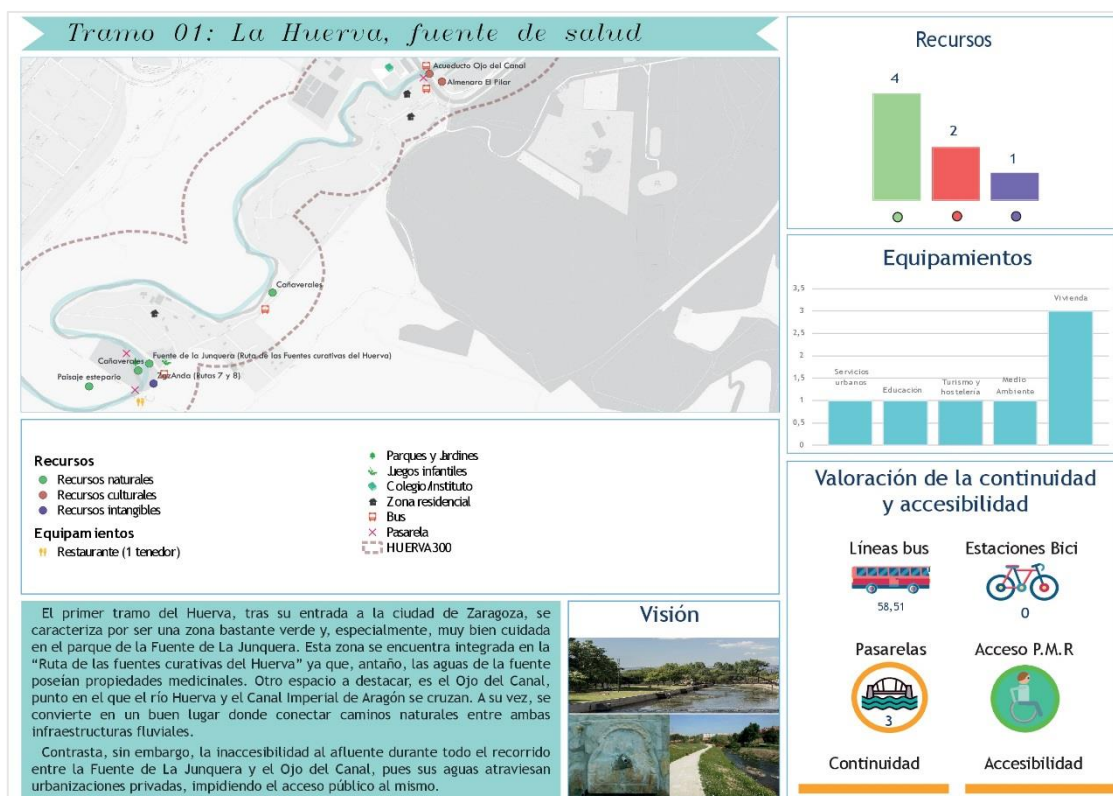 Tramo 01: La Huerva, fuente de salud
Acueducto Ojo del Canal
Almenara El Pilar
Cañaverales
Fuente de la Junquera (Ruta de las Fuentes curativas del Huerva)
Cañaverales
ZgzAnda (Rutas 7 y 8)
Paisaje estepario
Recursos
Recursos naturales
Recursos culturales
Recursos intangibles
Equipamientos
Restaurante (1 tenedor)
Parques y Jardines
Juegos infantiles
Colegio/Instituto
Zona residencial
Bus
Pasarela
HUERVA300
El primer tramo del Huerva, tras su entrada a la ciudad de Zaragoza, se
caracteriza por ser una zona bastante verde y, especialmente, muy bien cuidada
en el parque de la Fuente de La Junquera. Esta zona se encuentra integrada en la
“Ruta de las fuentes curativas del Huerva” ya que, antaño, las aguas de la fuente
poseían propiedades medicinales. Otro espacio a destacar, es el Ojo del Canal,
punto en el que el río Huerva y el Canal Imperial de Aragón se cruzan. A su vez, se
convierte en un buen lugar donde conectar caminos naturales entre ambas
infraestructuras fluviales.
Contrasta, sin embargo, la inaccesibilidad al afluente durante todo el recorrido
entre la Fuente de La Junquera y el Ojo del Canal, pues sus aguas atraviesan
urbanizaciones privadas, impidiendo el acceso público al mismo.
Visión
Recursos
4
2
1
Equipamientos
3,5
3
2,5
2
1,5
1
0,5
0
Servicios
urbanos
Educación
Turismo y
hostelería
Medio
Ambiente
Vivienda
Valoración de la continuidad
y accesibilidad
Líneas bus
Estaciones Bici
58,51
0
Pasarelas
Acceso P.M.R
3
Continuidad
Accesibilidad